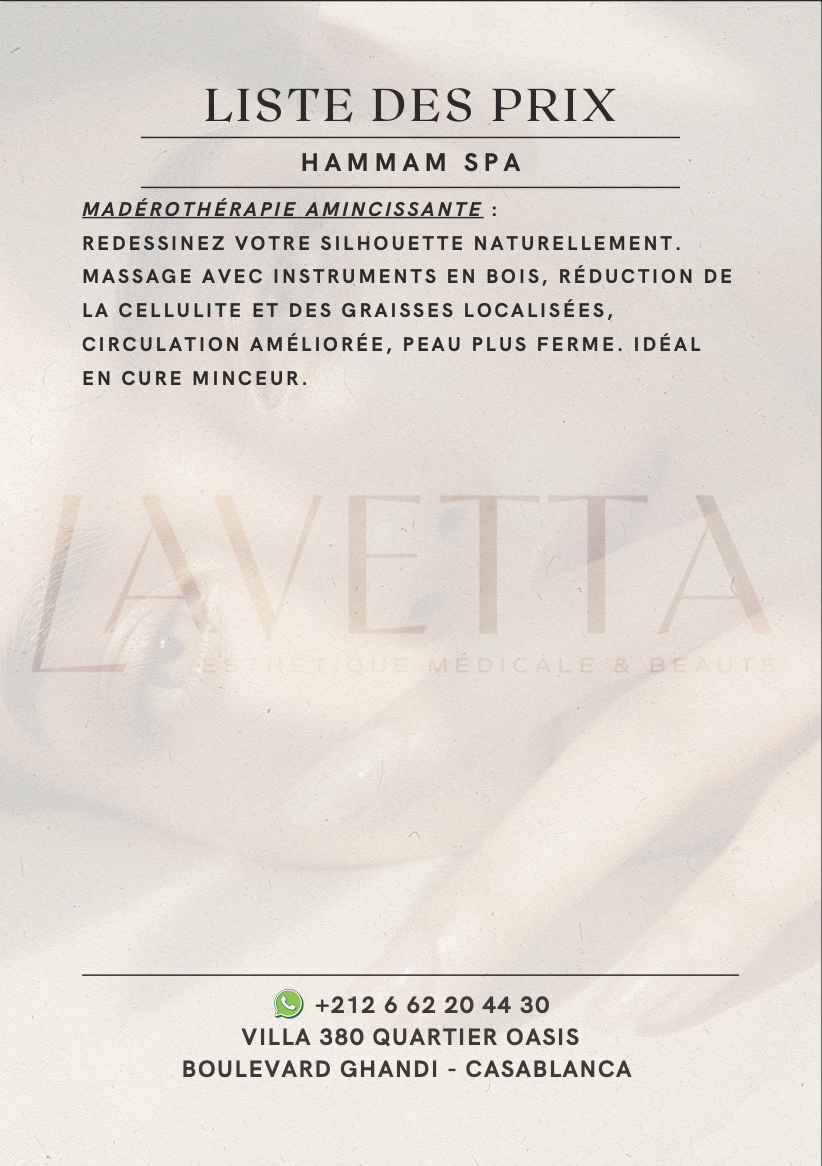 LISTE DES PRIX
HAMMAM SPA
MADÉROTHÉRAPIE AMINCISSANTE :
REDESSINEZ VOTRE SILHOUETTE NATURELLEMENT.
MASSAGE AVEC INSTRUMENTS EN BOIS, RÉDUCTION DE
LA CELLULITE ET DES GRAISSES LOCALISÉES,
CIRCULATION AMÉLIORÉE, PEAU PLUS FERME. IDÉAL
EN CURE MINCEUR.
LAVETTA
ESTHÉTIQUE MÉDICALE & BEAUTÉ
+212 6 62 20 44 30
VILLA 380 QUARTIER OASIS
BOULEVARD GHANDI - CASABLANCA